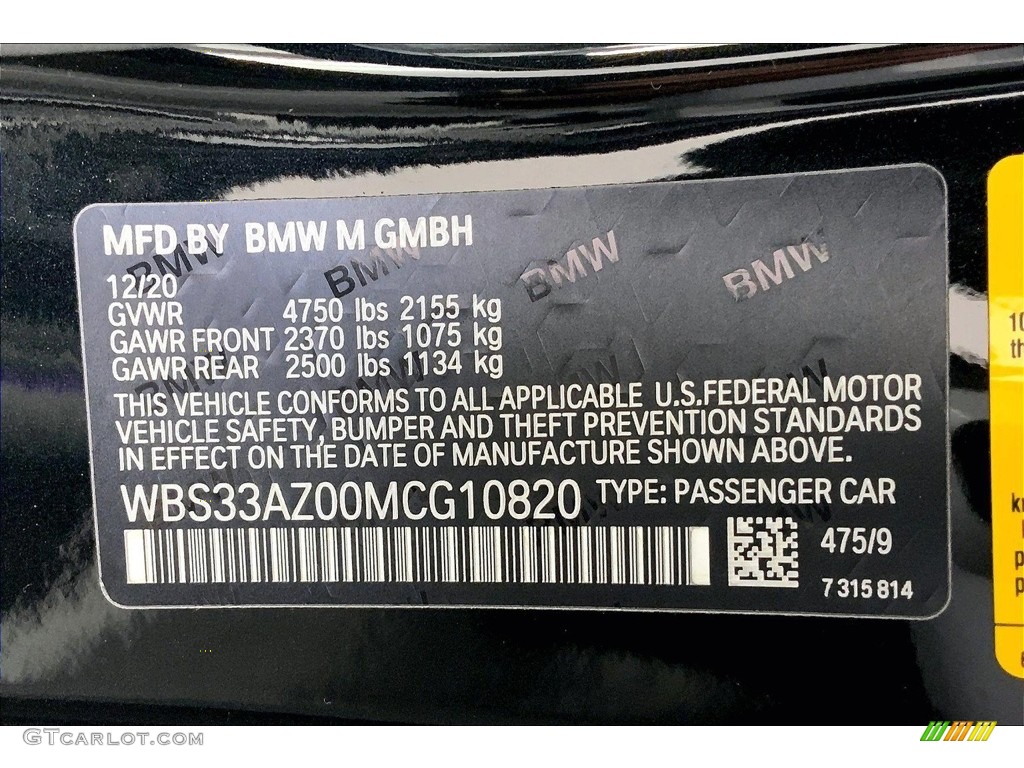 MFD BY BMW M GMBH
BMW BMW BMW BMW
12/20
GVWR 4750 lbs 2155 kg
GAWR FRONT 2370 lbs 1075 kg
GAWR REAR 2500 lbs 1134 kg
THIS VEHICLE CONFORMS TO ALL APPLICABLE U.S.FEDERAL MOTOR
VEHICLE SAFETY, BUMPER AND THEFT PREVENTION STANDARDS
IN EFFECT ON THE DATE OF MANUFACTURE SHOWN ABOVE.
WBS33AZ00MCG10820 TYPE: PASSENGER CAR
475/9
7 315 814
10
th
GTCARLOT.COM